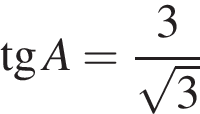 tg A = 3/√3